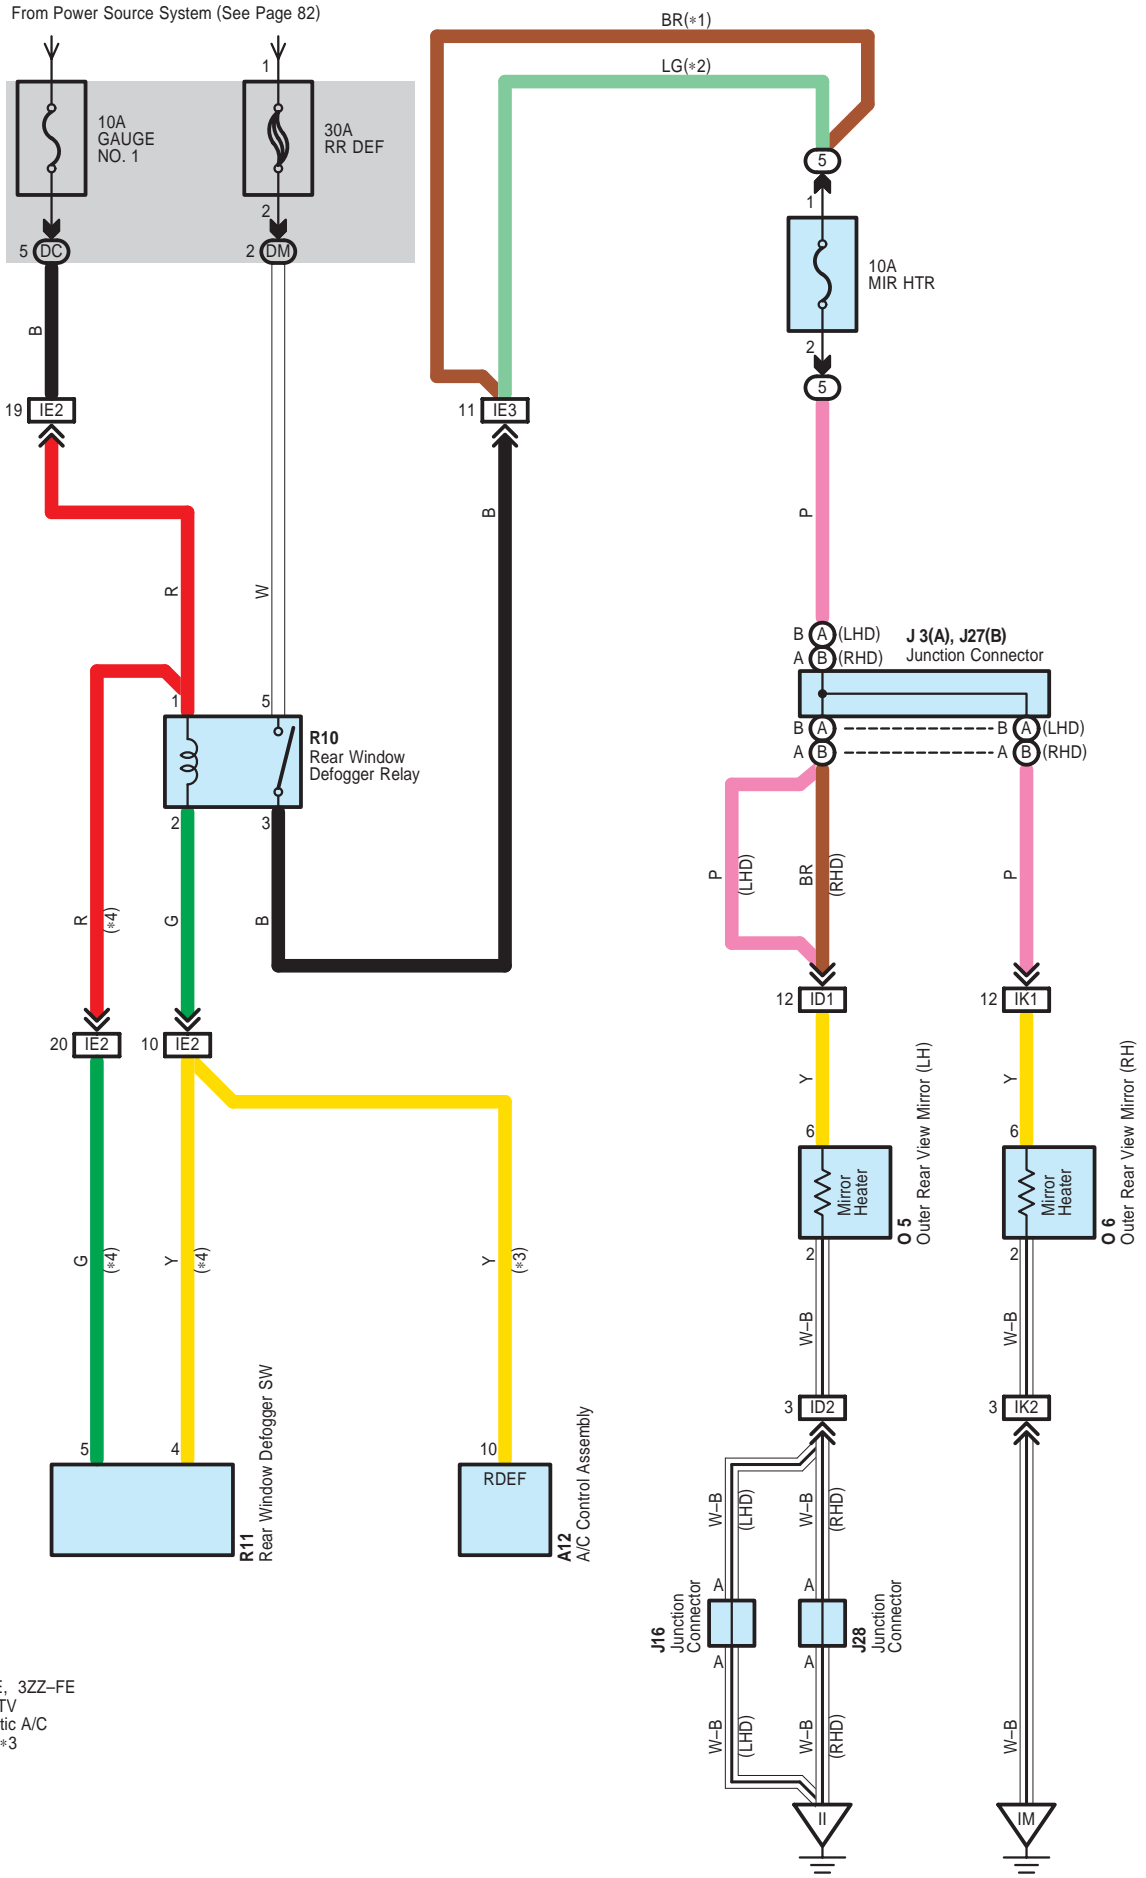 From Power Source System (See Page 82)
BR(∗1)
LG(∗2)
1
10A
GAUGE
NO. 1
30A
RR DEF
5
1
2
5 DC
2 DM
10A
MIR HTR
2
5
B
19 IE2
11 IE3
B
P
R
W
B A (LHD)
A B (RHD)
J 3(A), J27(B)
Junction Connector
1
5
B A
B A (LHD)
A B
A B (RHD)
R10
Rear Window
Defogger Relay
2
3
P
(LHD)
BR
(RHD)
P
R
(∗4)
G
B
12 ID1
12 IK1
20 IE2
10 IE2
Y
Y
6
6
Mirror
Heater
O 5
Outer Rear View Mirror (LH)
Mirror
Heater
O 6
Outer Rear View Mirror (RH)
2
2
G
(∗4)
Y
(∗4)
Y
(∗3)
W–B
W–B
3 ID2
3 IK2
5
4
10
RDEF
R11
Rear Window Defogger SW
A12
A/C Control Assembly
W–B
(LHD)
W–B
(RHD)
A
A
J16
Junction
Connector
J28
Junction
Connector
A
A
E, 3ZZ–FE
TV
tic A/C
∗3
W–B
(LHD)
W–B
(RHD)
W–B
II
IM